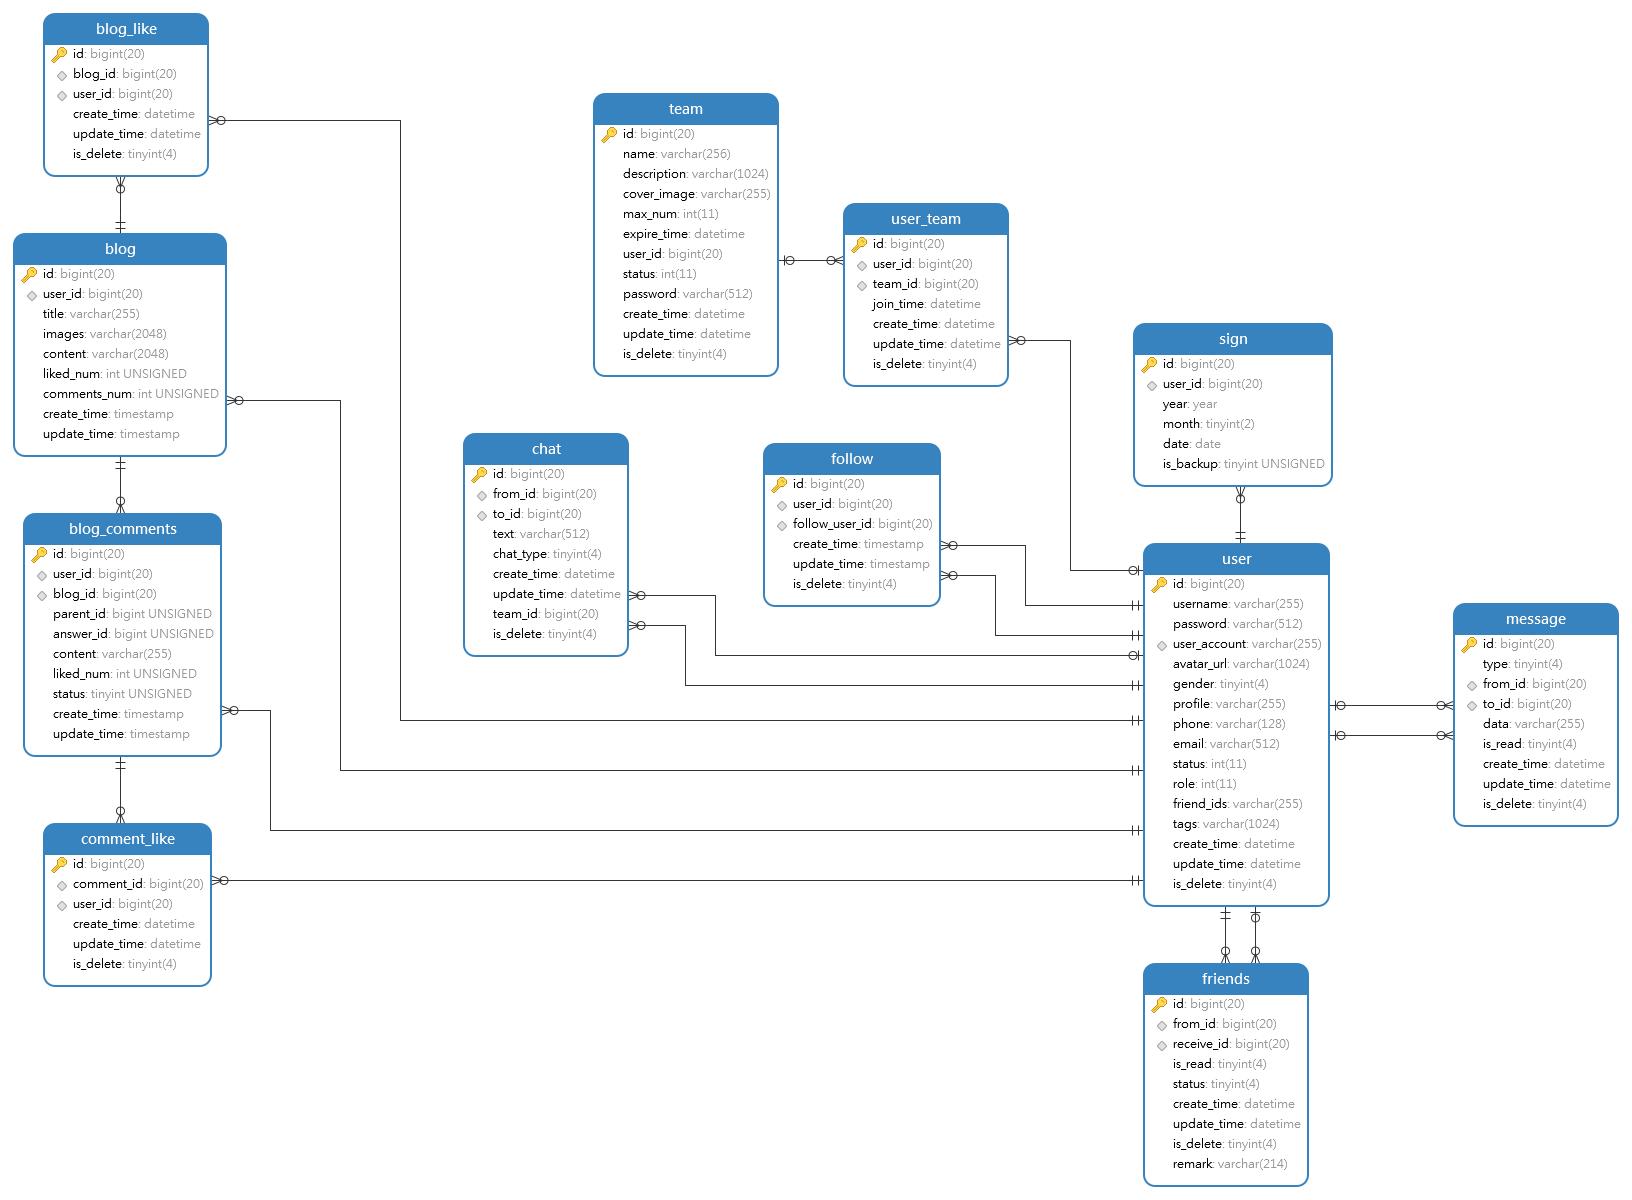 blog_like
id: bigint(20)
blog_id: bigint(20)
user_id: bigint(20)
create_time: datetime
update_time: datetime
is_delete: tinyint(4)
blog
id: bigint(20)
user_id: bigint(20)
title: varchar(255)
images: varchar(2048)
content: varchar(2048)
liked_num: int UNSIGNED
comments_num: int UNSIGNED
create_time: timestamp
update_time: timestamp
blog_comments
id: bigint(20)
user_id: bigint(20)
blog_id: bigint(20)
parent_id: bigint UNSIGNED
answer_id: bigint UNSIGNED
content: varchar(255)
liked_num: int UNSIGNED
status: tinyint UNSIGNED
create_time: timestamp
update_time: timestamp
comment_like
id: bigint(20)
comment_id: bigint(20)
user_id: bigint(20)
create_time: datetime
update_time: datetime
is_delete: tinyint(4)
team
id: bigint(20)
name: varchar(256)
description: varchar(1024)
cover_image: varchar(255)
max_num: int(11)
expire_time: datetime
user_id: bigint(20)
status: int(11)
password: varchar(512)
create_time: datetime
update_time: datetime
is_delete: tinyint(4)
user_team
id: bigint(20)
user_id: bigint(20)
team_id: bigint(20)
join_time: datetime
create_time: datetime
update_time: datetime
is_delete: tinyint(4)
chat
id: bigint(20)
from_id: bigint(20)
to_id: bigint(20)
text: varchar(512)
chat_type: tinyint(4)
create_time: datetime
update_time: datetime
team_id: bigint(20)
is_delete: tinyint(4)
follow
id: bigint(20)
user_id: bigint(20)
follow_user_id: bigint(20)
create_time: timestamp
update_time: timestamp
is_delete: tinyint(4)
sign
id: bigint(20)
user_id: bigint(20)
year: year
month: tinyint(2)
date: date
is_backup: tinyint UNSIGNED
user
id: bigint(20)
username: varchar(255)
password: varchar(512)
user_account: varchar(255)
avatar_url: varchar(1024)
gender: tinyint(4)
profile: varchar(255)
phone: varchar(128)
email: varchar(512)
status: int(11)
role: int(11)
friend_ids: varchar(255)
tags: varchar(1024)
create_time: datetime
update_time: datetime
is_delete: tinyint(4)
message
id: bigint(20)
type: tinyint(4)
from_id: bigint(20)
to_id: bigint(20)
data: varchar(255)
is_read: tinyint(4)
create_time: datetime
update_time: datetime
is_delete: tinyint(4)
friends
id: bigint(20)
from_id: bigint(20)
receive_id: bigint(20)
is_read: tinyint(4)
status: tinyint(4)
create_time: datetime
update_time: datetime
is_delete: tinyint(4)
remark: varchar(214)